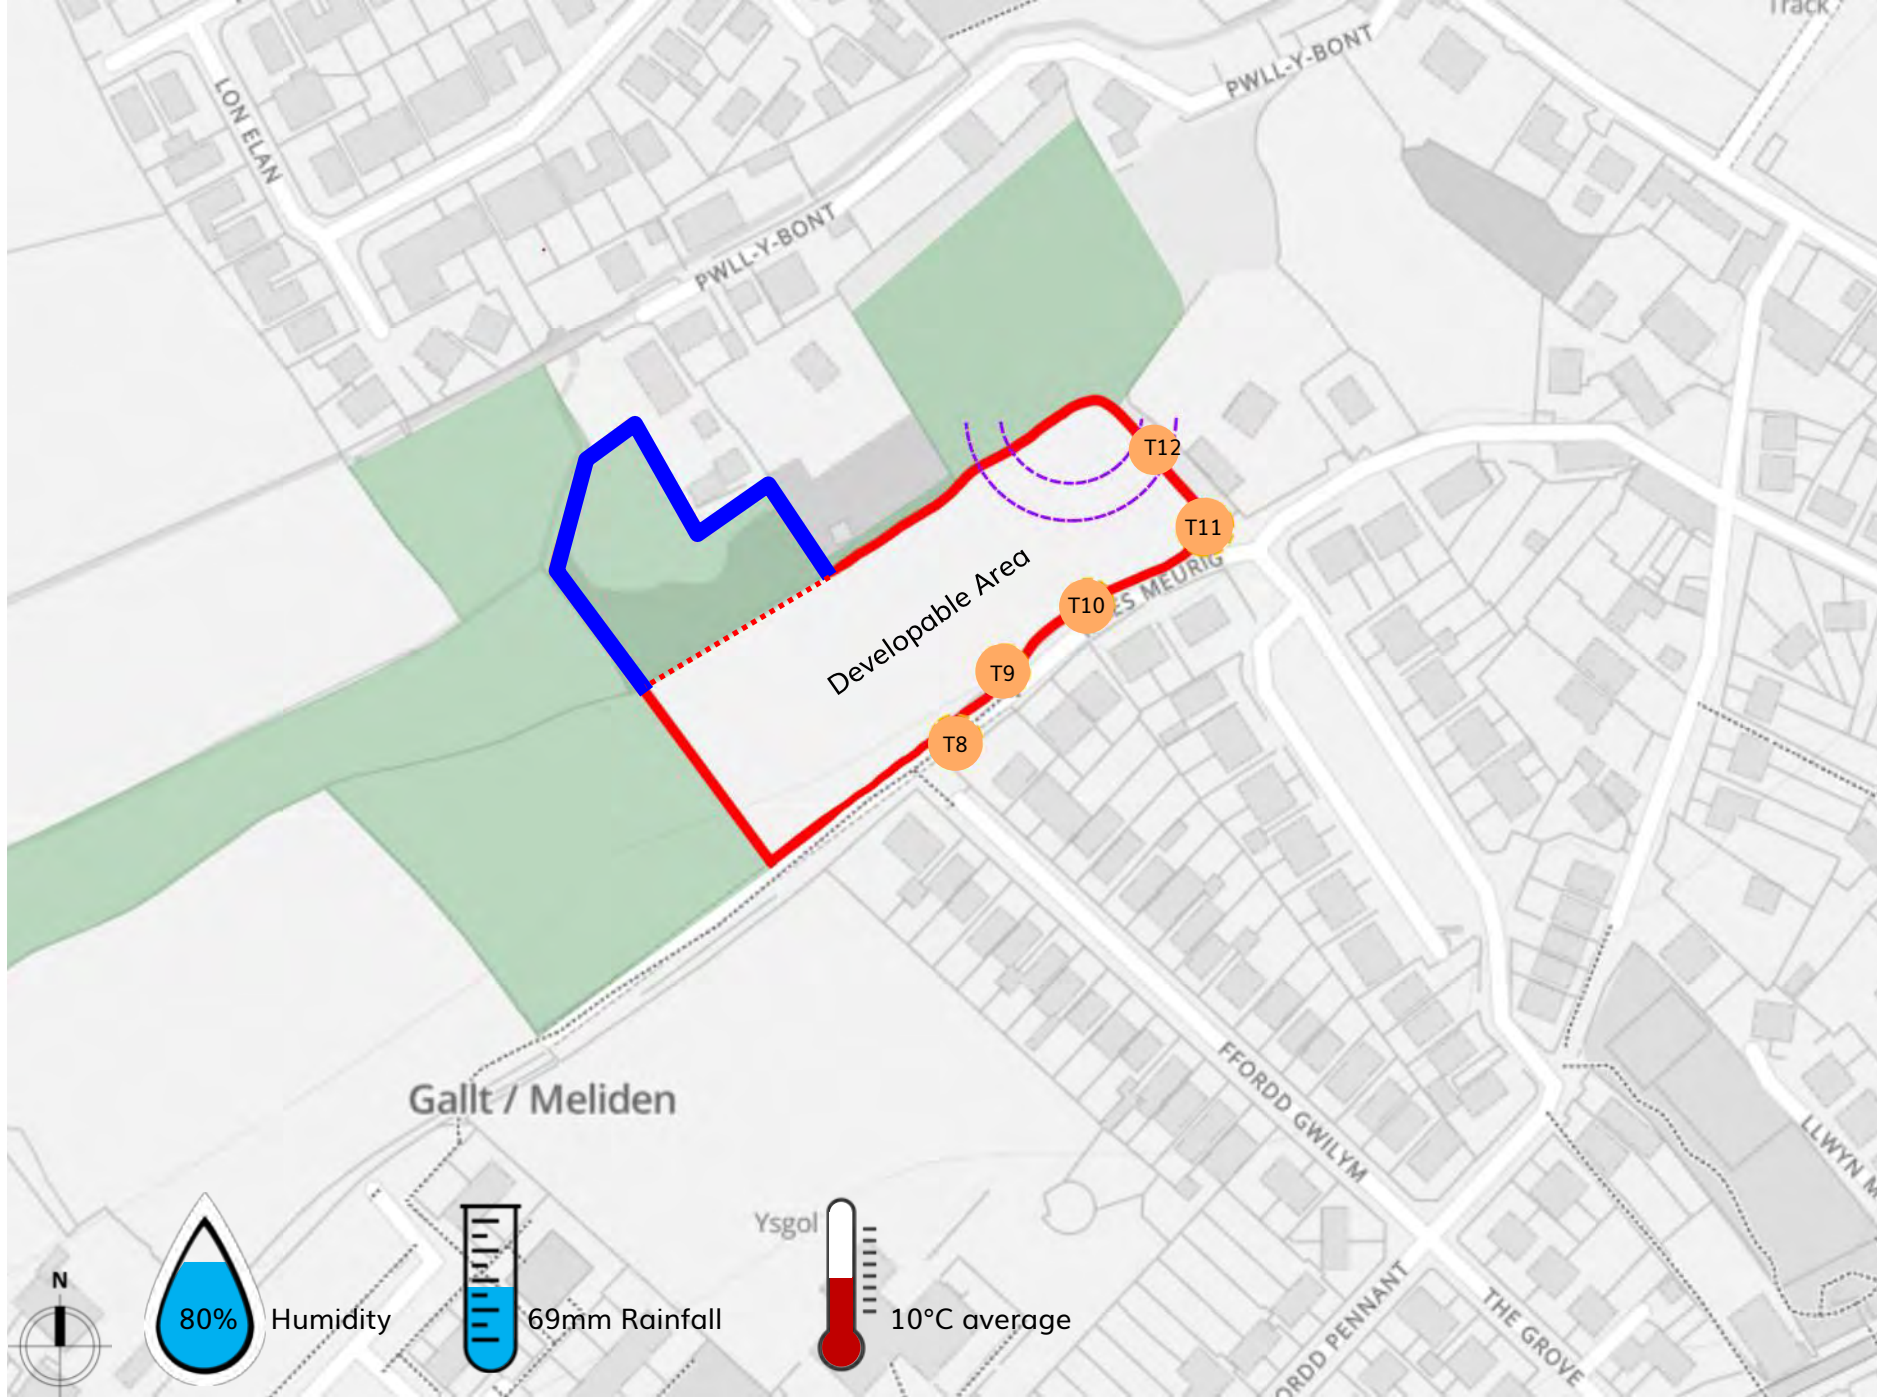 Track
PWLL-Y-BONT
LON ELAN
PWLL-Y-BONT
T12
T11
Developable Area
ES MEURIG
T10
T9
T8
FFORDD GWILYM
Gallt / Meliden
LLWYN M
Ysgol
N
80% Humidity
69mm Rainfall
10°C average
ORDD PENNANT
THE GROVE